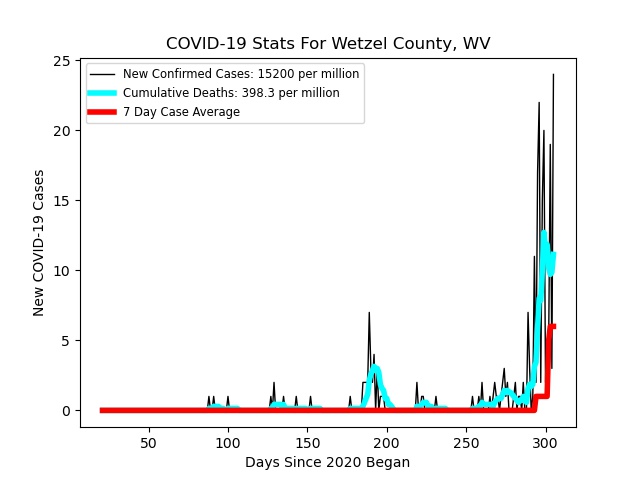 COVID-19 Stats For Wetzel County, WV
New Confirmed Cases: 15200 per million
Cumulative Deaths: 398.3 per million
7 Day Case Average
New COVID-19 Cases
25
20
15
10
5
0
50 100 150 200 250 300
Days Since 2020 Began